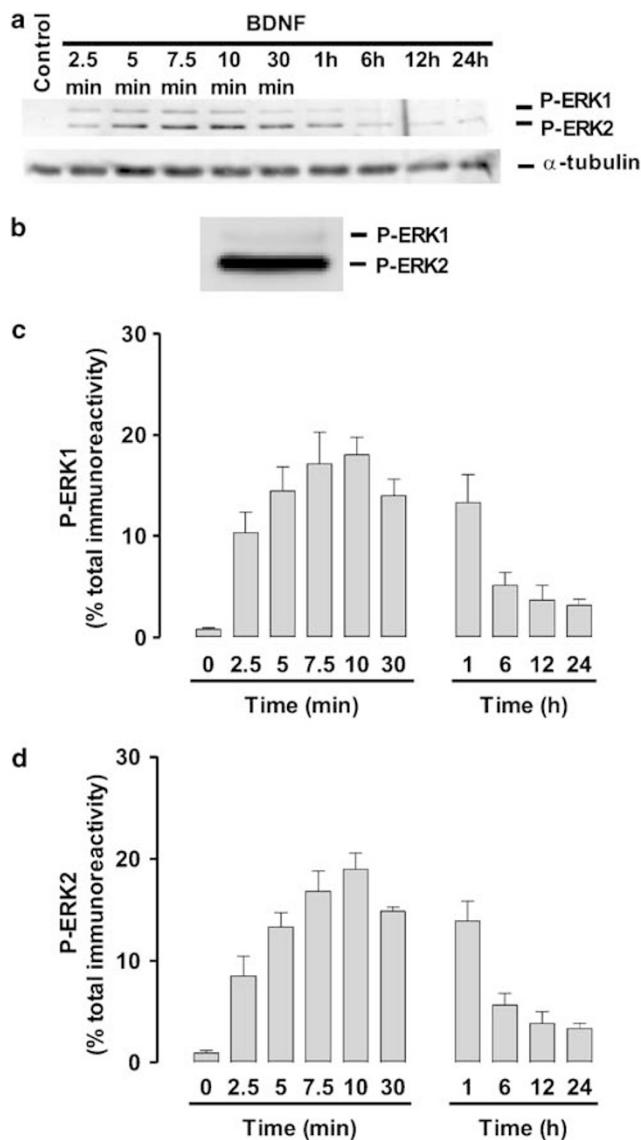 a
BDNF
Control 2.5 5 7.5 10 30 1h 6h 12h 24h
min min min min min
P-ERK1
P-ERK2
α-tubulin
b
P-ERK1
P-ERK2
c
P-ERK1
(% total immunoreactivity)
30
20
10
0
0 2.5 5 7.5 10 30 1 6 12 24
Time (min) Time (h)
d
P-ERK2
(% total immunoreactivity)
30
20
10
0
0 2.5 5 7.5 10 30 1 6 12 24
Time (min) Time (h)